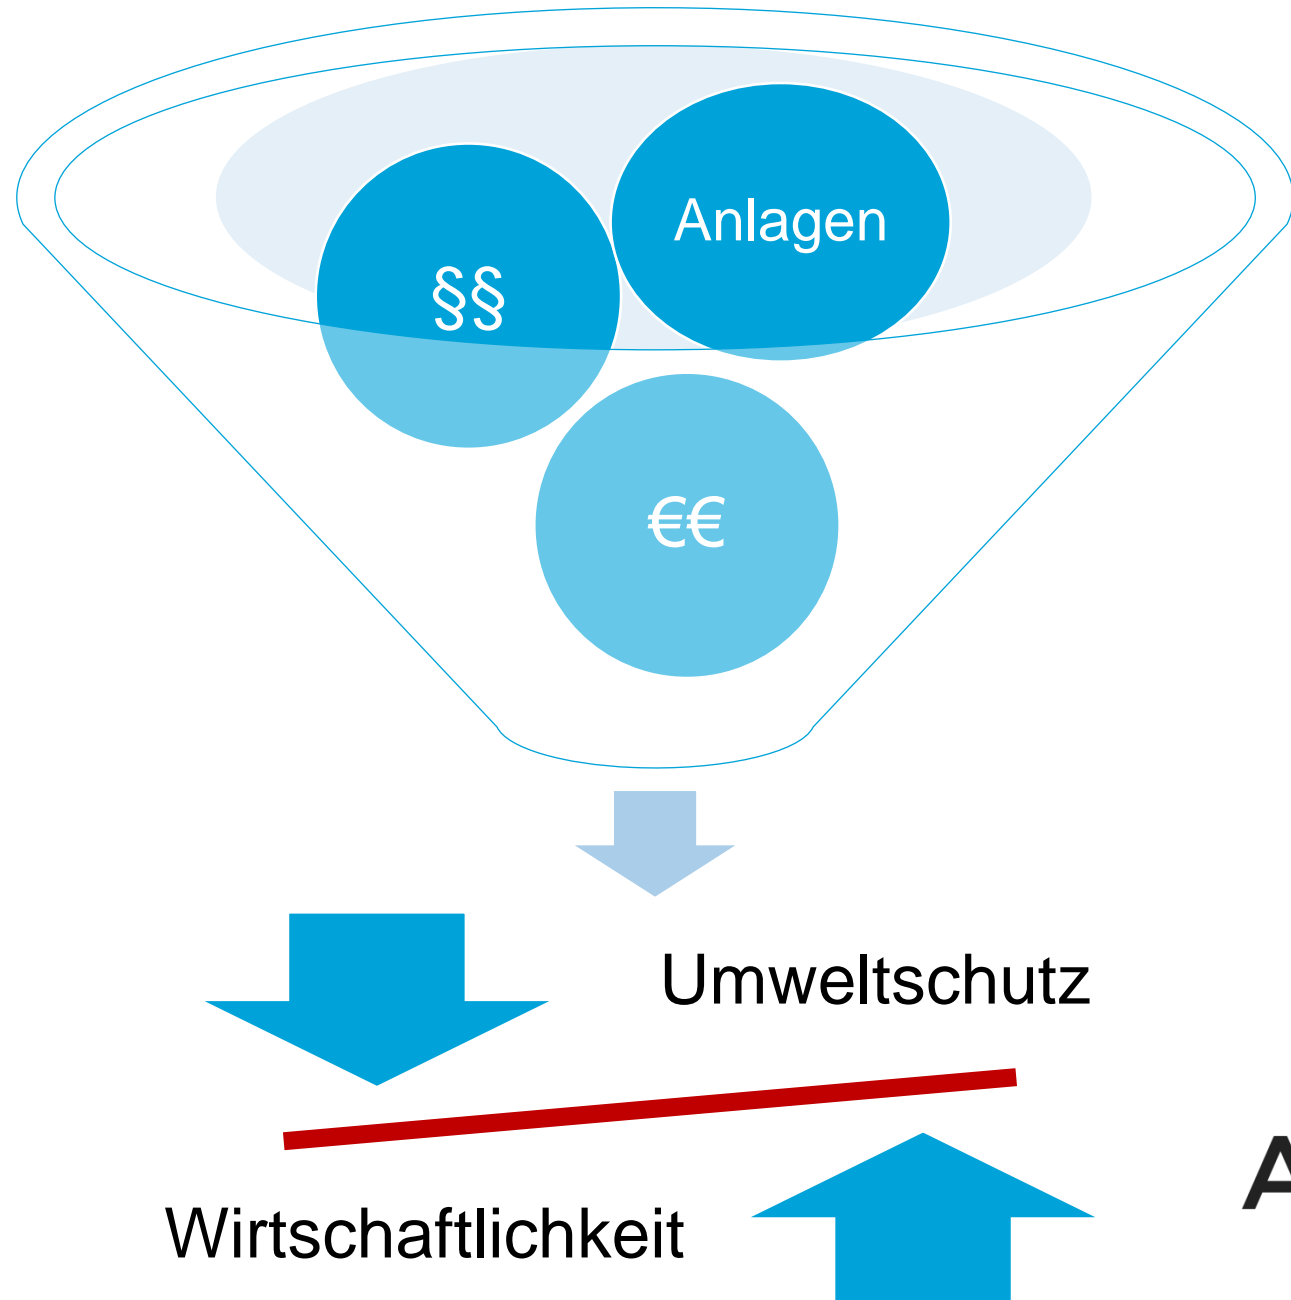 Anlagen
§§
€€
Umweltschutz
A
Wirtschaftlichkeit